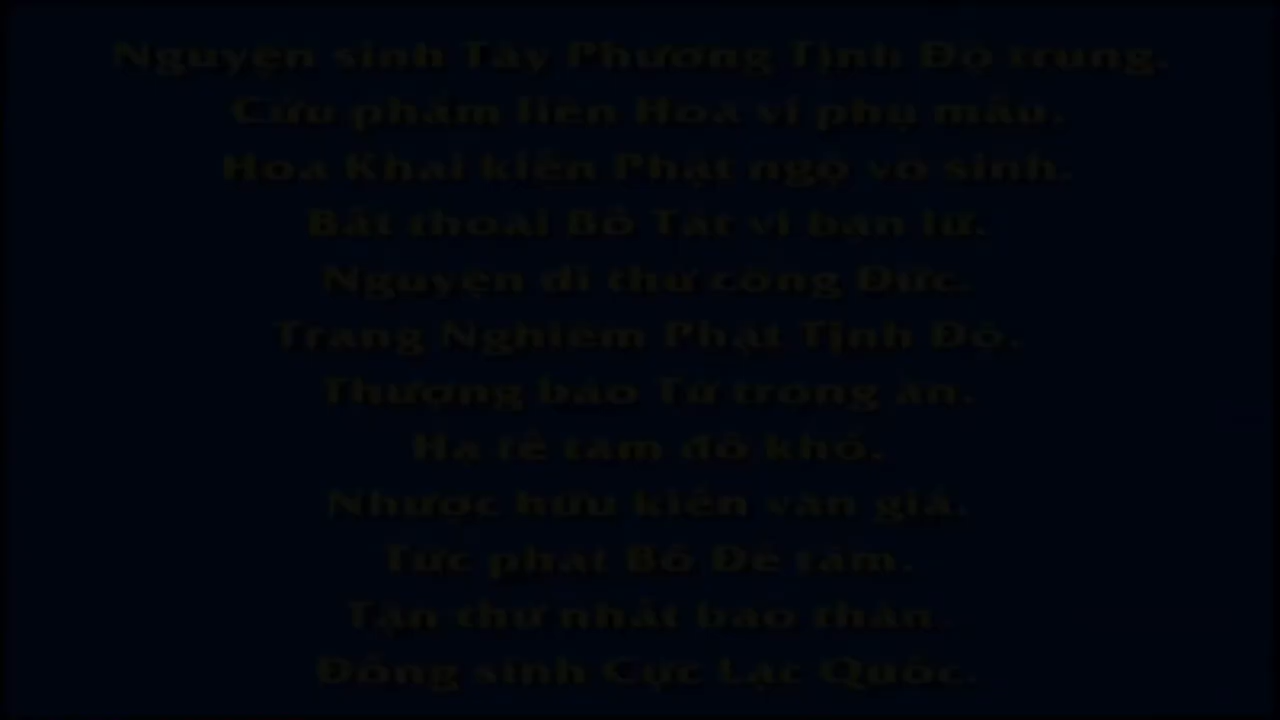 Nguyện sinh Tây Phương Tịnh Độ trung.
Cửu phẩm liên Hoa vi phụ mẫu.
Hoa Khai kiến Phật ngộ vô sinh.
Bất thoái Bồ Tát vi bạn lữ.
Nguyện dĩ thử công Đức.
Trang Nghiêm Phật Tịnh Độ.
Thượng báo Tứ trọng ân.
Hạ tế tam đồ khổ.
Nhược hữu kiến văn giả.
Tức phát Bồ Đề tâm.
Tận thử nhất báo thân.
Đồng sinh Cực Lạc Quốc.